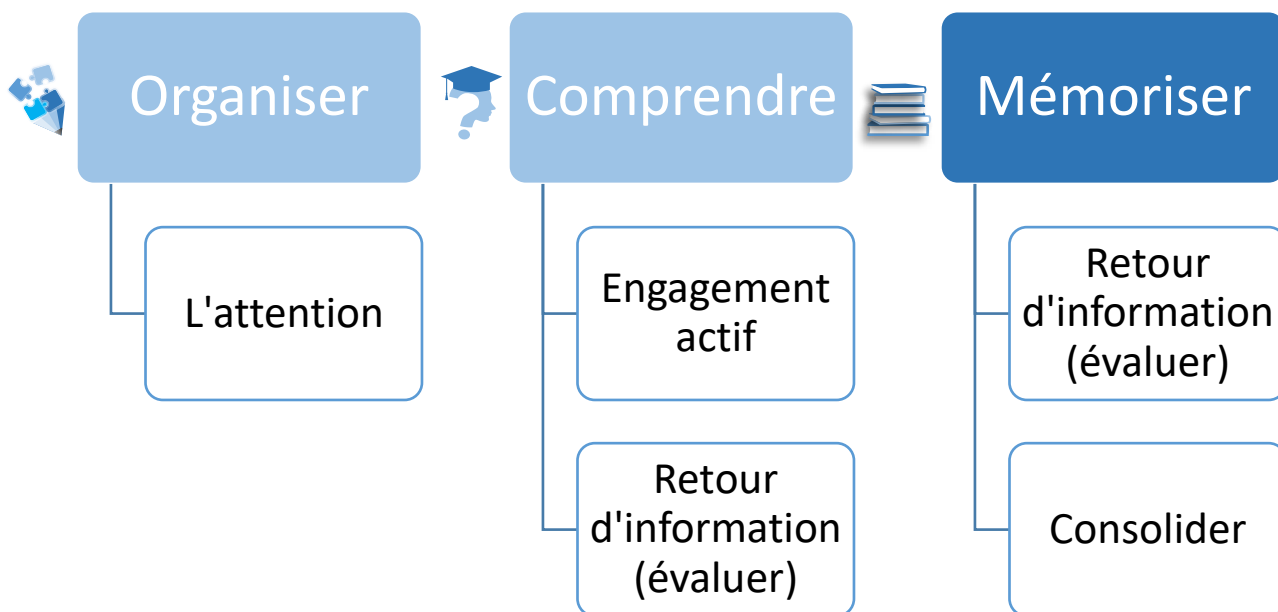 Organiser
L'attention
Comprendre
Engagement
actif
Retour
d'information
(évaluer)
Mémoriser
Retour
d'information
(évaluer)
Consolider